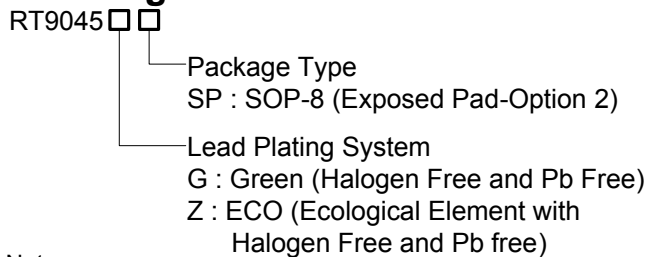 RT9045
Package Type
SP : SOP-8 (Exposed Pad-Option 2)
Lead Plating System
G : Green (Halogen Free and Pb Free)
Z : ECO (Ecological Element with
Halogen Free and Pb free)